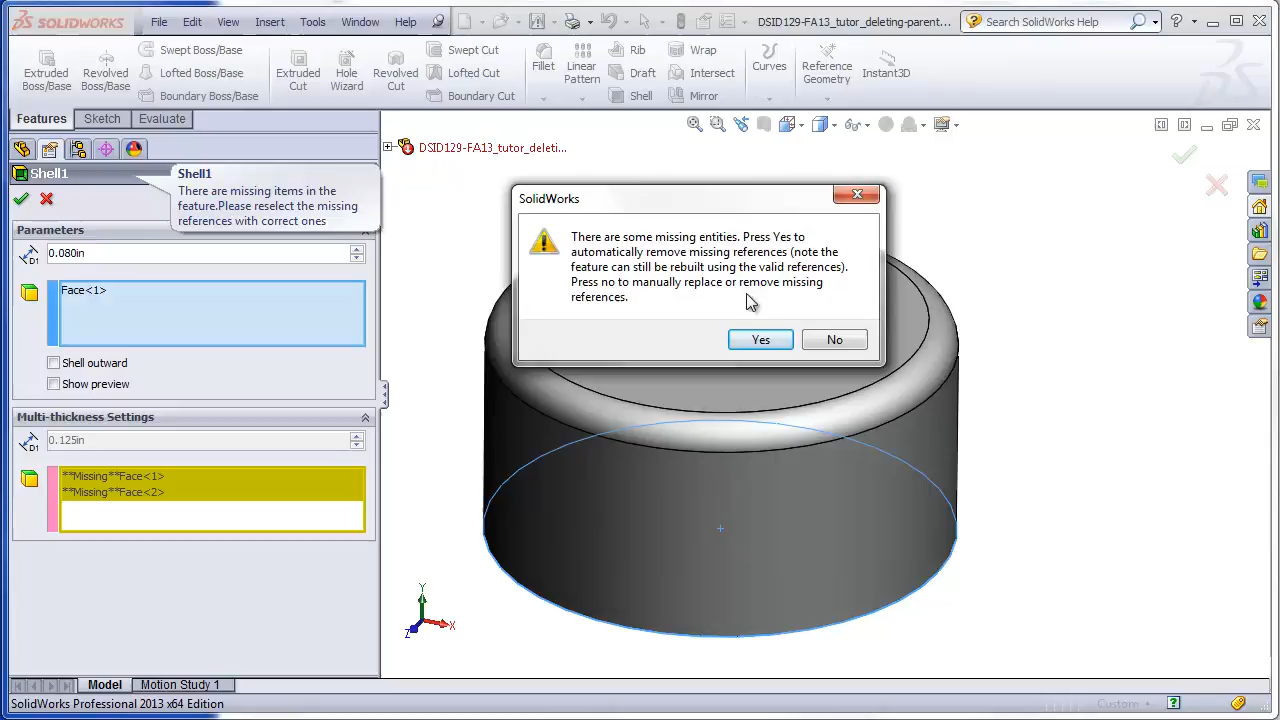 SOLIDWORKS
File Edit View Insert Tools Window Help
DSID129-FA13_tutor_deleting-parent...
Search SolidWorks Help
Extruded Boss/Base
Revolved Boss/Base
Swept Boss/Base
Lofted Boss/Base
Boundary Boss/Base
Extruded Cut
Hole Wizard
Revolved Cut
Swept Cut
Lofted Cut
Boundary Cut
Fillet
Linear Pattern
Rib
Draft
Shell
Wrap
Intersect
Mirror
Curves
Reference Geometry
Instant3D
Features Sketch Evaluate
DSID129-FA13_tutor_deleti...
Shell1
Shell1
There are missing items in the
feature.Please reselect the missing
references with correct ones
Parameters
D1
0.080in
Face<1>
Shell outward
Show preview
Multi-thickness Settings
D1
0.125in
**Missing**Face<1>
**Missing**Face<2>
SolidWorks
There are some missing entities. Press Yes to
automatically remove missing references (note the
feature can still be rebuilt using the valid references).
Press no to manually replace or remove missing
references.
Yes No
Y
X
Z
Model Motion Study 1
SolidWorks Professional 2013 x64 Edition
Custom